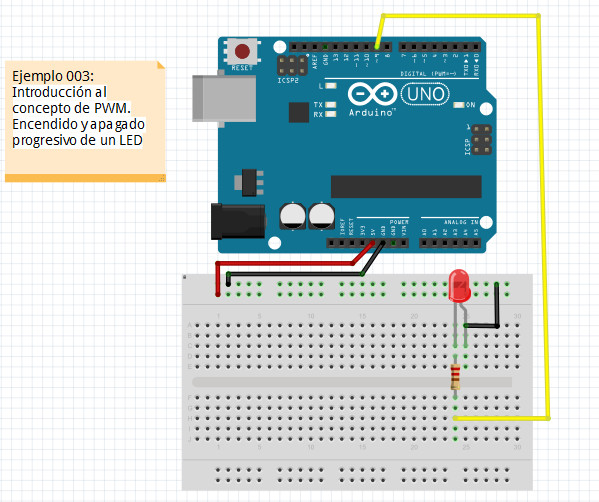 Ejemplo 003:
Introducción al
concepto de PWM.
Encendido y apagado
progresivo de un LED
RESET
ICSP2
AREF
GND
13
12
~11
~10
~9
8
7
~6
~5
4
~3
2
TX0▸1
RX0◂0
DIGITAL (PWM=~)
L
TX
RX
Arduino™
UNO
ON
1
ICSP
IOREF
RESET
3V3
5V
GND
GND
VIN
POWER
ANALOG IN
A0
A1
A2
A3
A4
A5
1
5
10
15
20
25
30
A
B
C
D
E
F
G
H
I
J
1
5
10
15
20
25
30